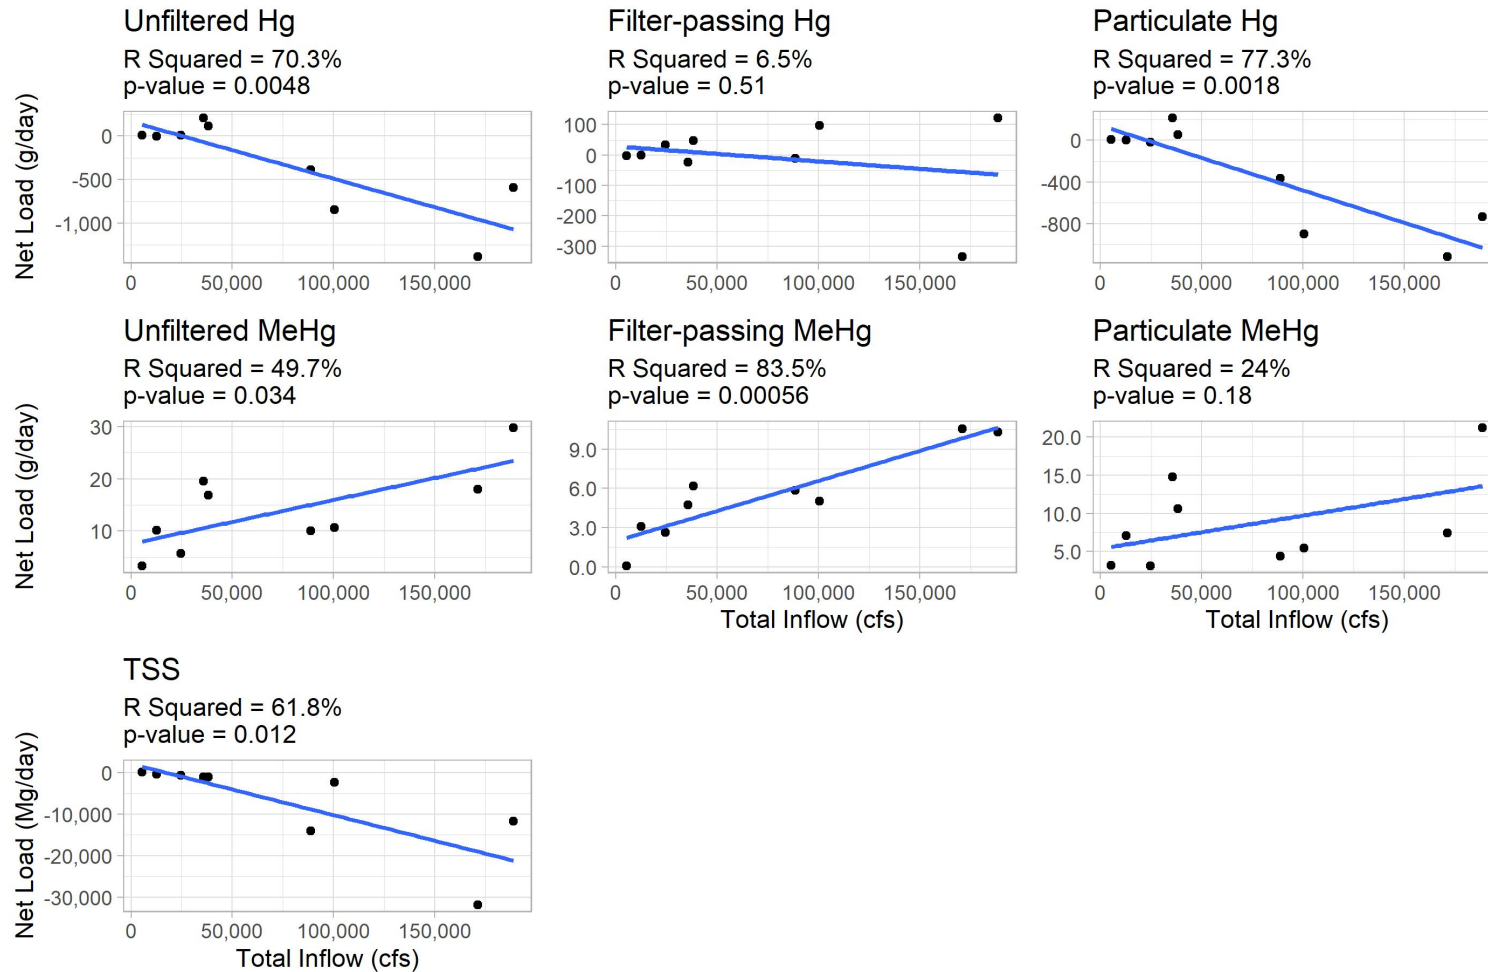 Unfiltered Hg
R Squared = 70.3%
p-value = 0.0048
Net Load (g/day)
0
-500
-1,000
0 50,000 100,000 150,000
Filter-passing Hg
R Squared = 6.5%
p-value = 0.51
100
0
-100
-200
-300
0 50,000 100,000 150,000
Particulate Hg
R Squared = 77.3%
p-value = 0.0018
0
-400
-800
0 50,000 100,000 150,000
Unfiltered MeHg
R Squared = 49.7%
p-value = 0.034
Net Load (g/day)
30
20
10
0 50,000 100,000 150,000
Filter-passing MeHg
R Squared = 83.5%
p-value = 0.00056
9.0
6.0
3.0
0.0
0 50,000 100,000 150,000
Total Inflow (cfs)
Particulate MeHg
R Squared = 24%
p-value = 0.18
20.0
15.0
10.0
5.0
0 50,000 100,000 150,000
Total Inflow (cfs)
TSS
R Squared = 61.8%
p-value = 0.012
Net Load (Mg/day)
0
-10,000
-20,000
-30,000
0 50,000 100,000 150,000
Total Inflow (cfs)